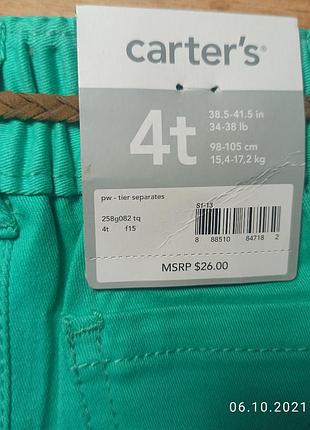 carter's®
4t
38.5-41.5 in
34-38 lb
98-105 cm
15,4-17,2 kg
pw - tier separates
258g082 tq
4t f15
S1-13
8 88510 84718 2
MSRP $26.00
06.10.2021